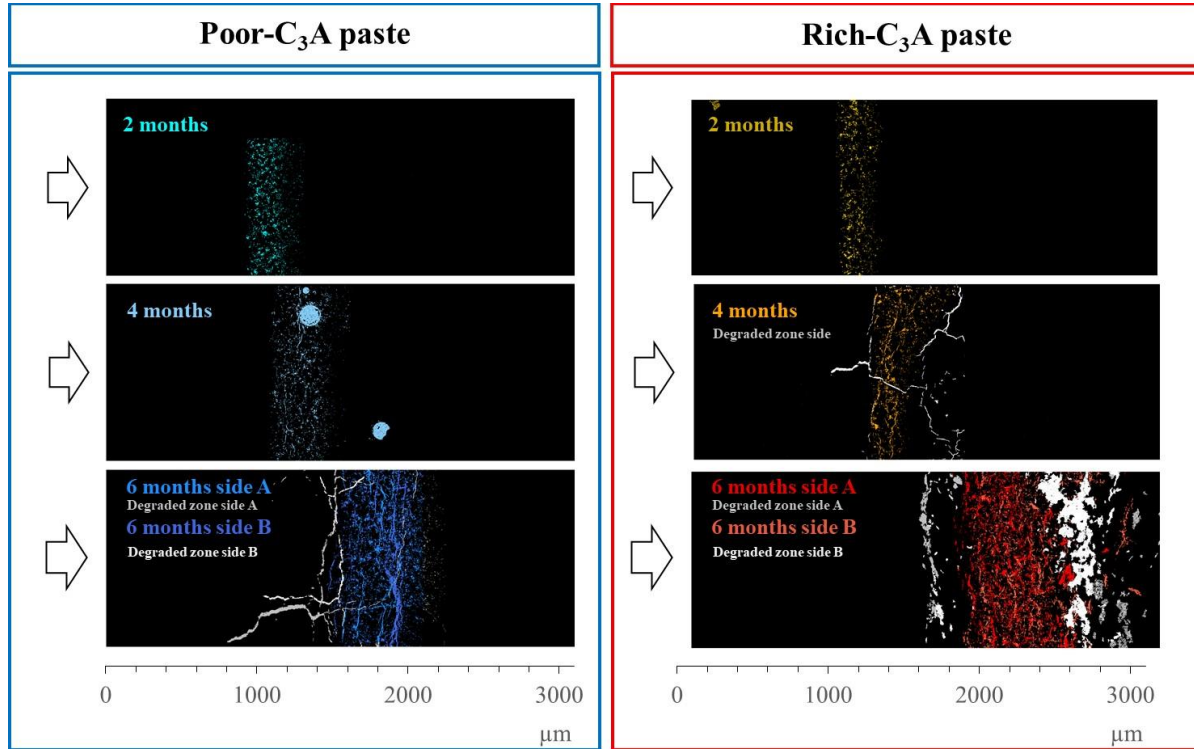 Poor-C₃A paste
2 months
4 months
6 months side A
Degraded zone side A
6 months side B
Degraded zone side B
0 1000 2000 3000
µm
Rich-C₃A paste
2 months
4 months
Degraded zone side
6 months side A
Degraded zone side A
6 months side B
Degraded zone side B
0 1000 2000 3000
µm